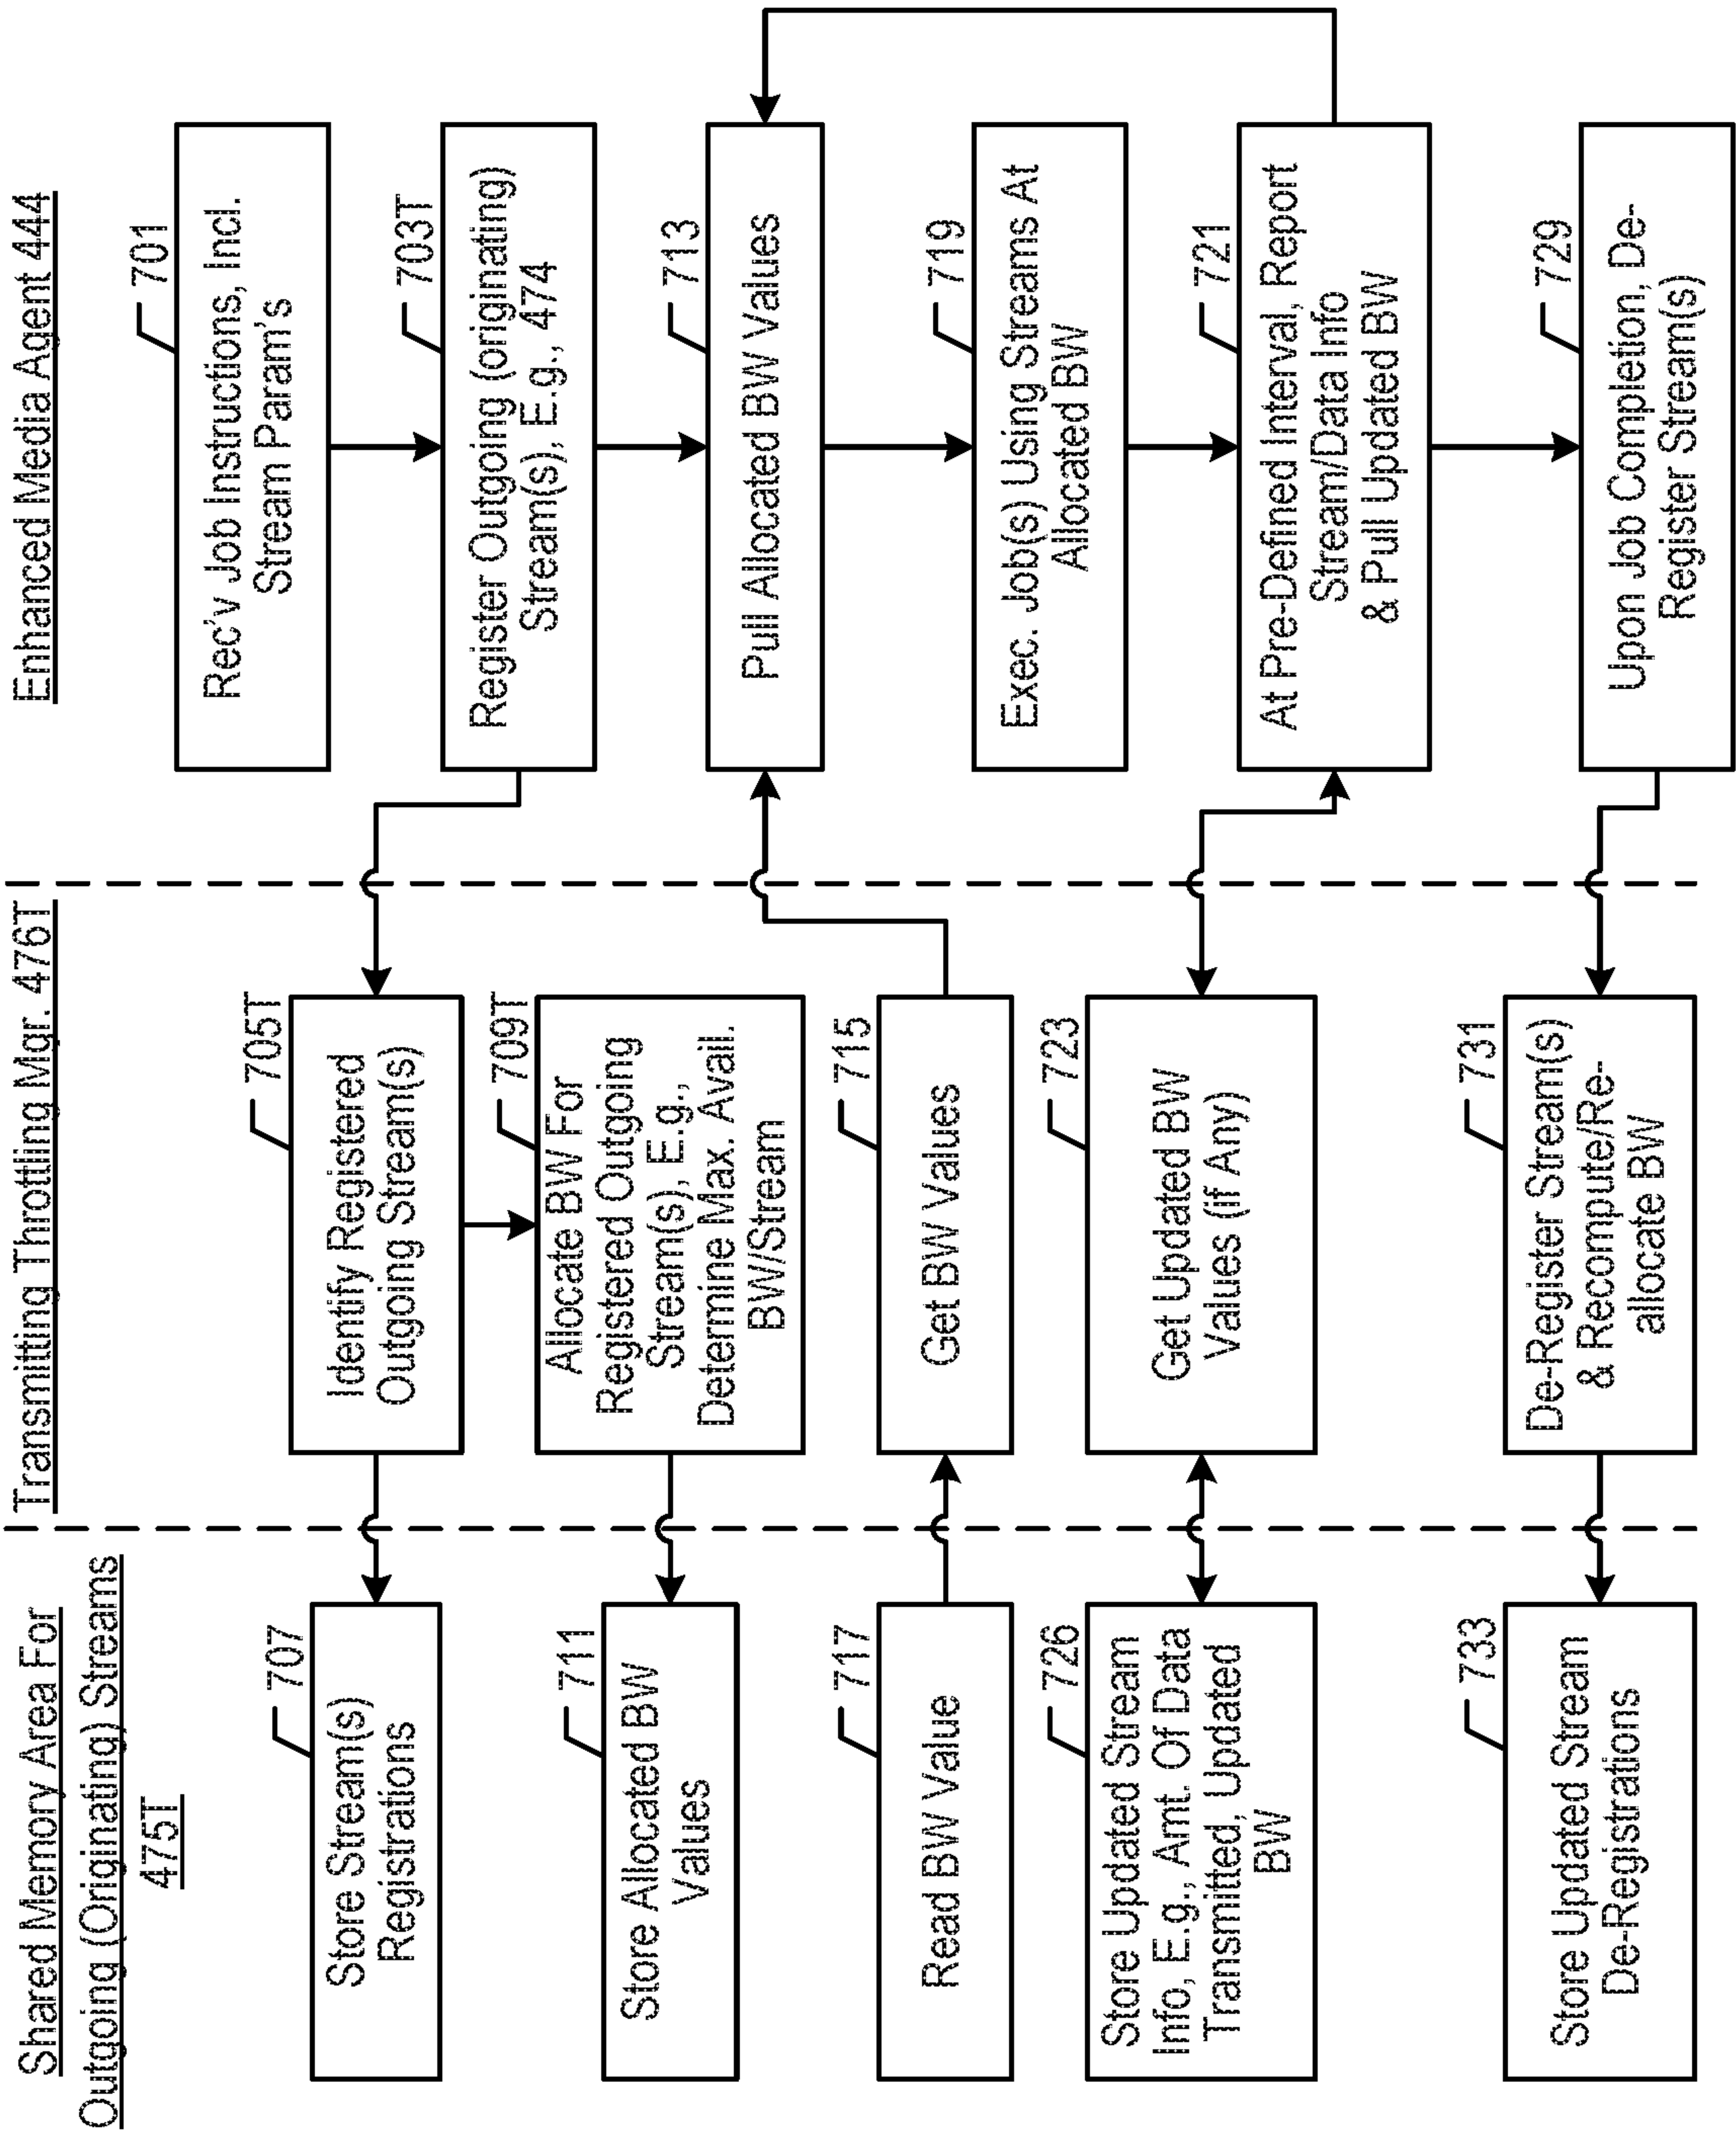 Shared Memory Area For
Outgoing (Originating) Streams
475T
Transmitting Throttling Mgr. 476T
Enhanced Media Agent 444
701
Rec'v Job Instructions, Incl.
Stream Param's
703T
Register Outgoing (originating)
Stream(s), E.g., 474
705T
Identify Registered
Outgoing Stream(s)
707
Store Stream(s)
Registrations
709T
Allocate BW For
Registered Outgoing
Stream(s), E.g.,
Determine Max. Avail.
BW/Stream
711
Store Allocated BW
Values
713
Pull Allocated BW Values
715
Get BW Values
717
Read BW Value
719
Exec. Job(s) Using Streams At
Allocated BW
721
At Pre-Defined Interval, Report
Stream/Data Info
& Pull Updated BW
723
Get Updated BW
Values (if Any)
726
Store Updated Stream
Info, E.g., Amt. Of Data
Transmitted, Updated
BW
729
Upon Job Completion, De-
Register Stream(s)
731
De-Register Stream(s)
& Recompute/Re-
allocate BW
733
Store Updated Stream
De-Registrations